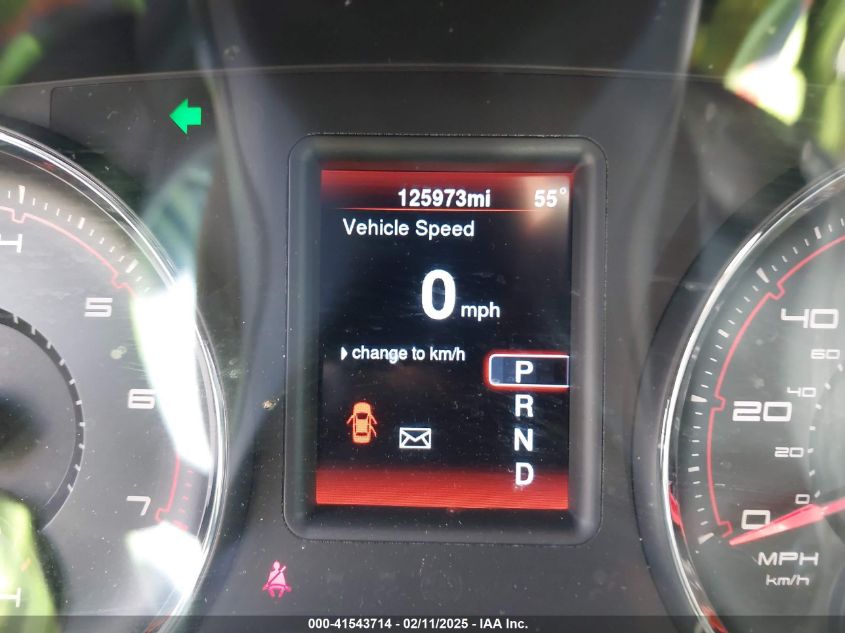 125973mi 55°
Vehicle Speed
0 mph
change to km/h
P
R
N
D
4
5
6
7
40
60
40
20
20
0
0
MPH
km/h
000-41543714 - 02/11/2025 - IAA Inc.